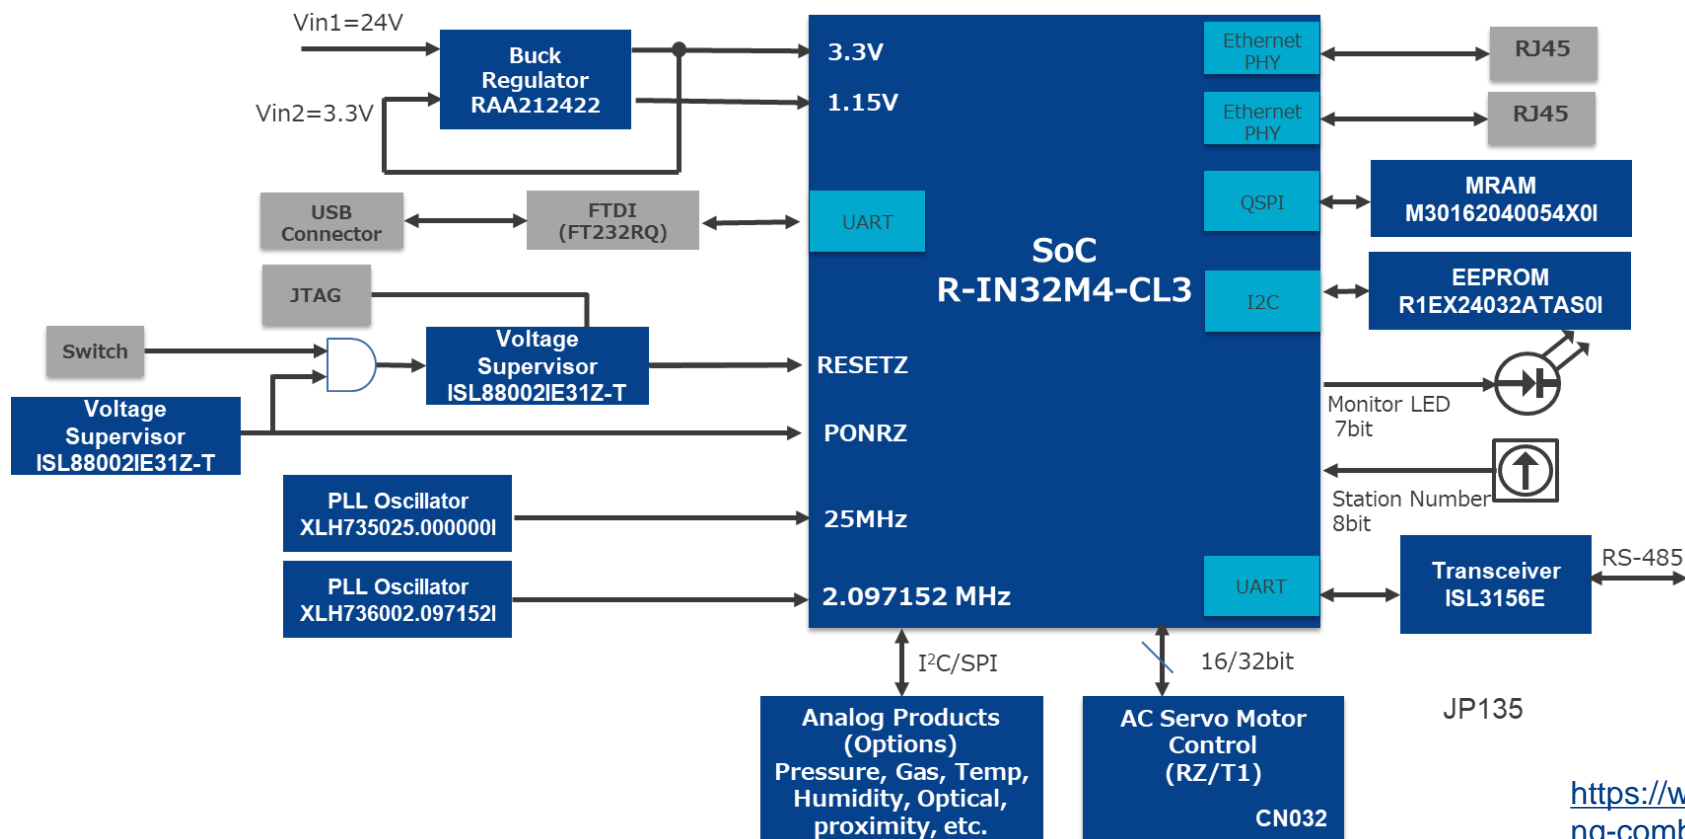 Vin1=24V
Vin2=3.3V
Buck
Regulator
RAA212422
3.3V
1.15V
Ethernet
PHY
RJ45
Ethernet
PHY
RJ45
USB
Connector
FTDI
(FT232RQ)
UART
QSPI
MRAM
M30162040054X0I
SoC
R-IN32M4-CL3
I2C
EEPROM
R1EX24032ATAS0I
JTAG
Switch
Voltage
Supervisor
ISL88002IE31Z-T
RESETZ
Monitor LED
7bit
Voltage
Supervisor
ISL88002IE31Z-T
PONRZ
Station Number
8bit
PLL Oscillator
XLH735025.000000I
25MHz
PLL Oscillator
XLH736002.097152I
2.097152 MHz
UART
Transceiver
ISL3156E
RS-485
I²C/SPI
16/32bit
Analog Products
(Options)
Pressure, Gas, Temp,
Humidity, Optical,
proximity, etc.
AC Servo Motor
Control
(RZ/T1)
CN032
JP135
https://w
ng-comb